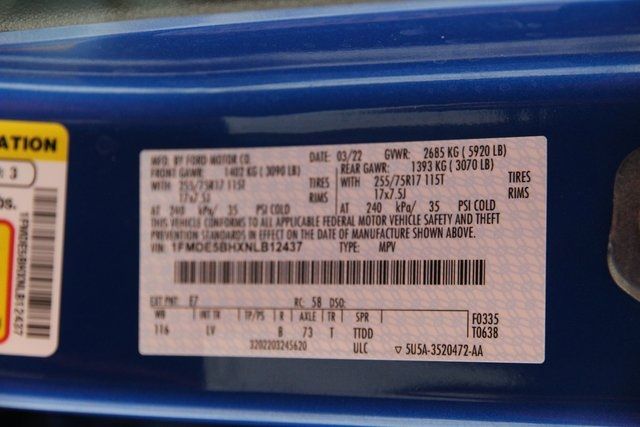 ATION
: 3
bs.
1FMDE5BHXNLB12437
MFD. BY FORD MOTOR CO. DATE: 03/22 GVWR: 2685 KG ( 5920 LB)
FRONT GAWR: 1402 KG ( 3090 LB) REAR GAWR: 1393 KG ( 3070 LB)
WITH 255/75R17 115T TIRES WITH 255/75R17 115T TIRES
17x7.5J RIMS 17x7.5J RIMS
AT 240 kPa/ 35 PSI COLD AT 240 kPa/ 35 PSI COLD
THIS VEHICLE CONFORMS TO ALL APPLICABLE FEDERAL MOTOR VEHICLE SAFETY AND THEFT
PREVENTION STANDARDS IN EFFECT ON THE DATE OF MANUFACTURE SHOWN ABOVE.
VIN: 1FMDE5BHXNLB12437 TYPE: MPV
EXT PNT: E7 RC: 58 DSO:
WB INT TR TP/PS R AXLE TR SPR F0335
116 LV B 73 T TTDD T0638
3202203245620 ULC ▽ 5U5A-3520472-AA